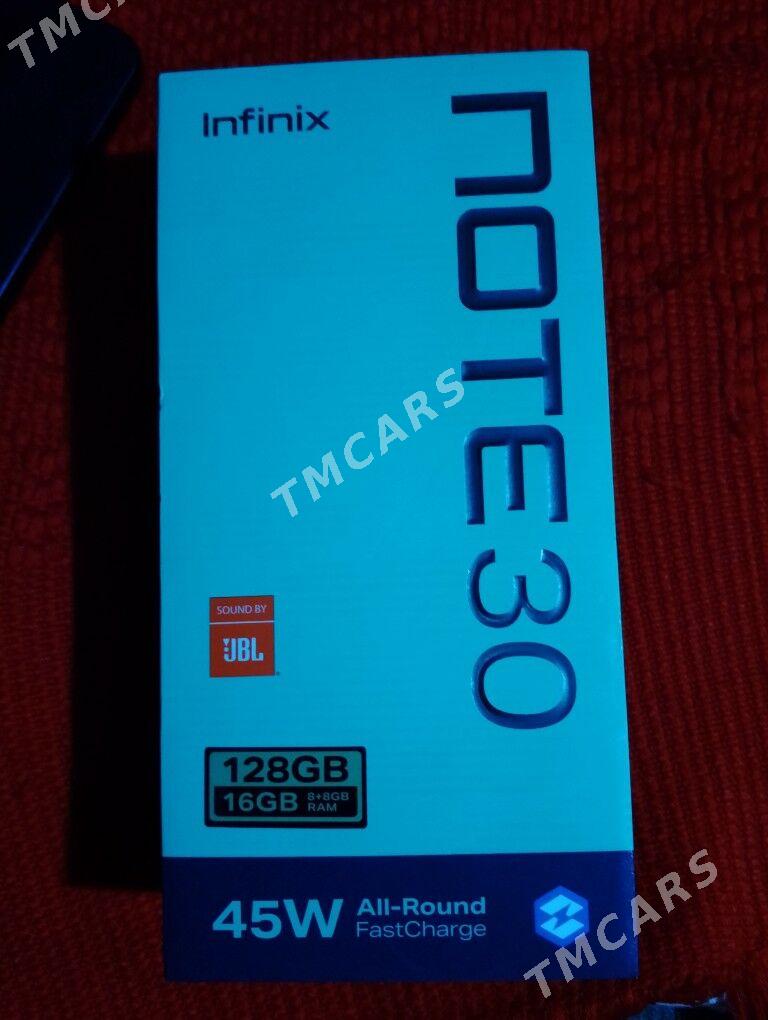 TMCARS
Infinix
NOTE30
TMCARS
SOUND BY
JBL
128GB
16GB 8+8GB RAM
45W All-Round FastCharge
TMCARS